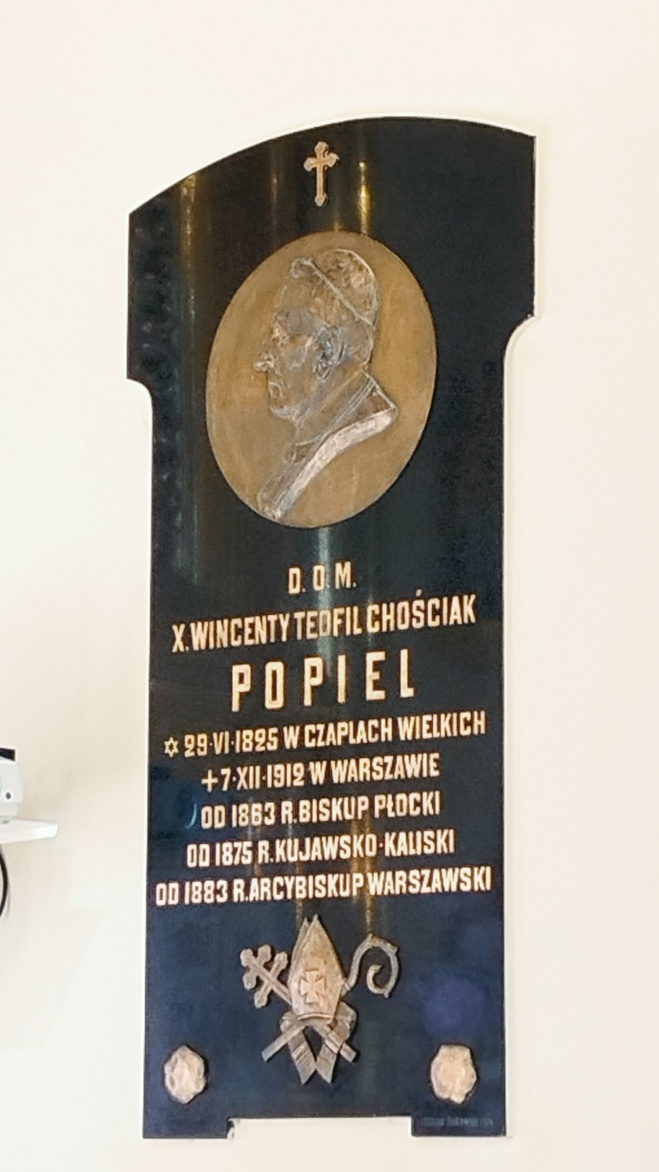 D. O. M.
X. WINCENTY TEOFIL CHOŚCIAK
POPIEL
✡ 29·VI·1825 W CZAPLACH WIELKICH
+ 7·XII·1912 W WARSZAWIE
OD 1863 R. BISKUP PŁOCKI
OD 1875 R. KUJAWSKO-KALISKI
OD 1883 R. ARCYBISKUP WARSZAWSKI